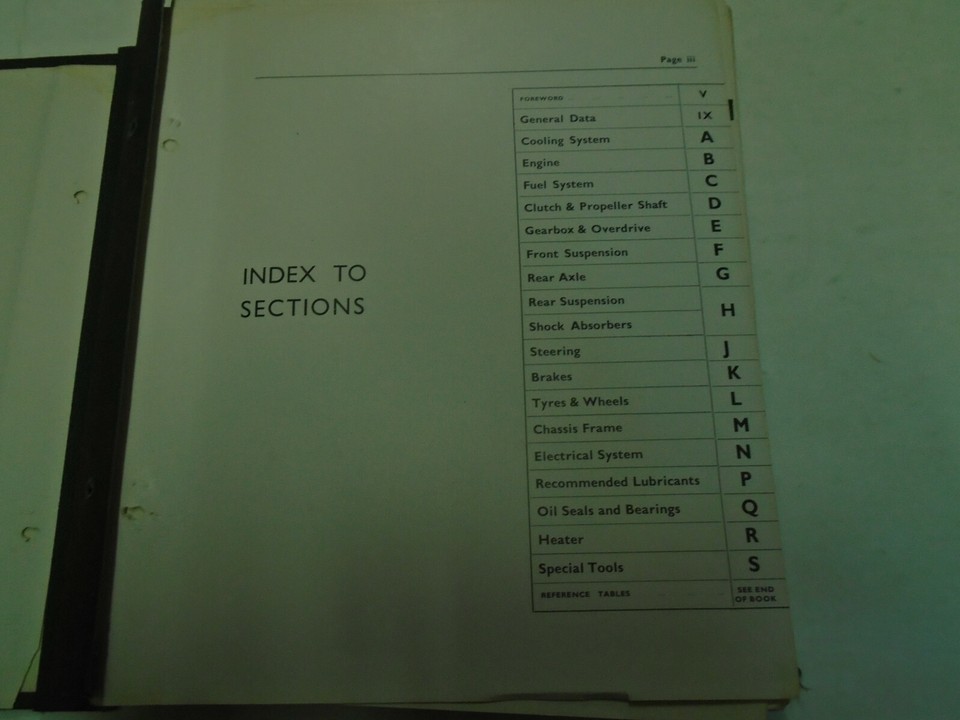 Page iii
INDEX TO
SECTIONS
FOREWORD V
General Data IX
Cooling System A
Engine B
Fuel System C
Clutch & Propeller Shaft D
Gearbox & Overdrive E
Front Suspension F
Rear Axle G
Rear Suspension H
Shock Absorbers
Steering J
Brakes K
Tyres & Wheels L
Chassis Frame M
Electrical System N
Recommended Lubricants P
Oil Seals and Bearings Q
Heater R
Special Tools S
REFERENCE TABLES SEE END
OF BOOK